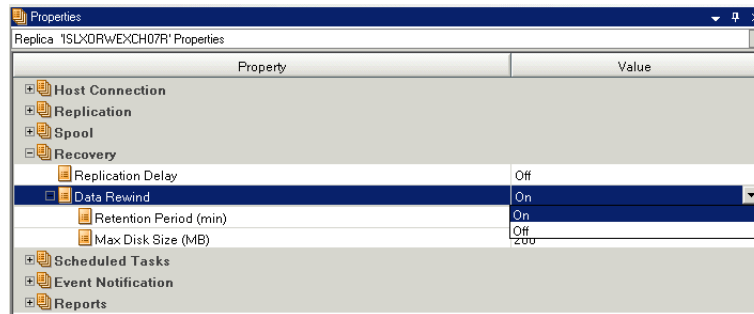 Properties
Replica 'ISLXORWEXCH07R' Properties
Property Value
Host Connection
Replication
Spool
Recovery
Replication Delay Off
Data Rewind On
Retention Period (min) On
Off
Max Disk Size (MB) 200
Scheduled Tasks
Event Notification
Reports